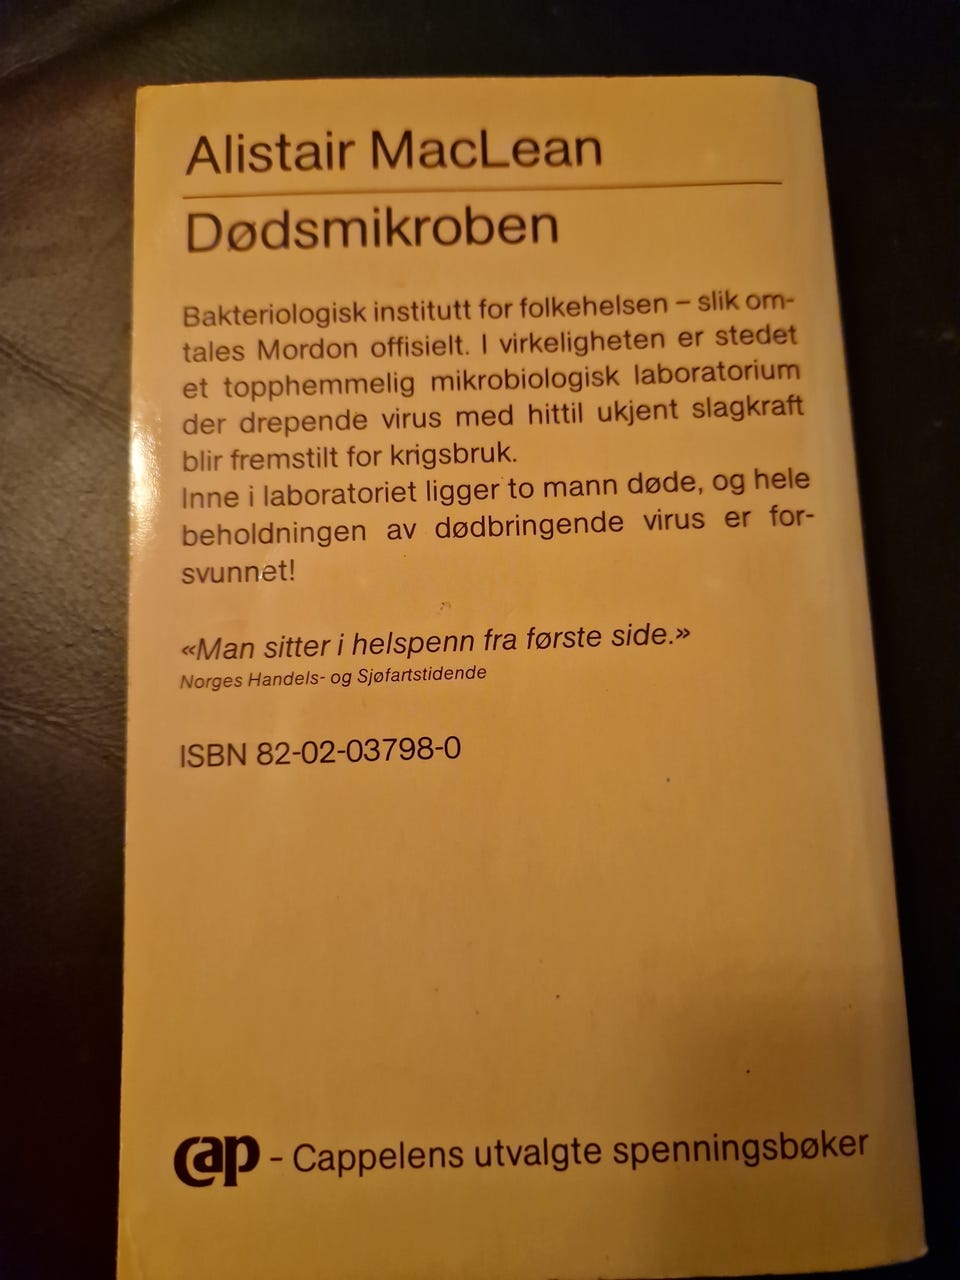 Alistair MacLean
Dødsmikroben
Bakteriologisk institutt for folkehelsen – slik om-
tales Mordon offisielt. I virkeligheten er stedet
et topphemmelig mikrobiologisk laboratorium
der drepende virus med hittil ukjent slagkraft
blir fremstilt for krigsbruk.
Inne i laboratoriet ligger to mann døde, og hele
beholdningen av dødbringende virus er for-
svunnet!
«Man sitter i helspenn fra første side.»
Norges Handels- og Sjøfartstidende
ISBN 82-02-03798-0
cap – Cappelens utvalgte spenningsbøker